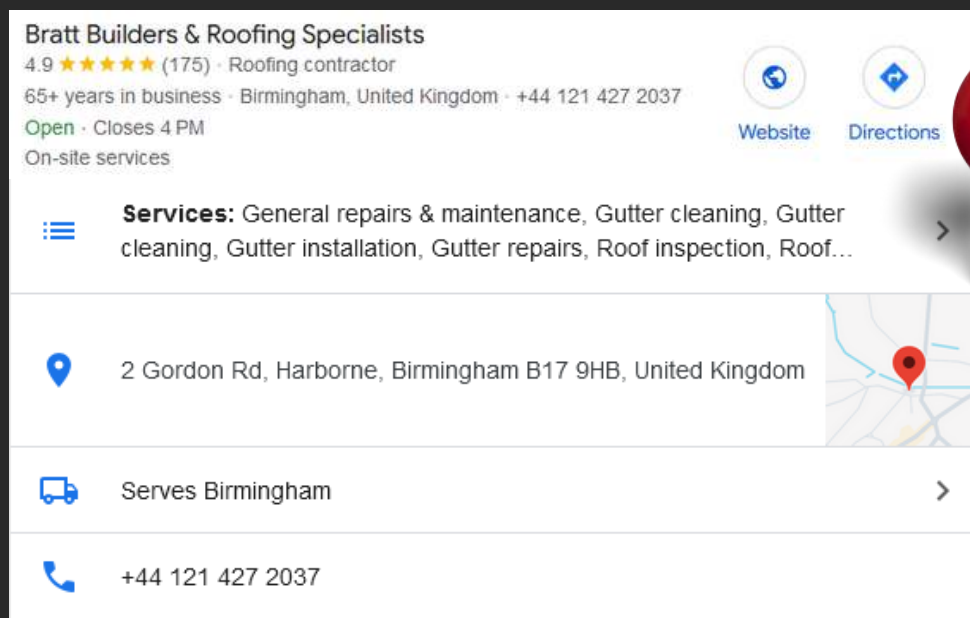 Bratt Builders & Roofing Specialists
4.9 ★★★★★ (175) · Roofing contractor
65+ years in business · Birmingham, United Kingdom · +44 121 427 2037
Open · Closes 4 PM
On-site services
Website
Directions
Services: General repairs & maintenance, Gutter cleaning, Gutter
cleaning, Gutter installation, Gutter repairs, Roof inspection, Roof...
2 Gordon Rd, Harborne, Birmingham B17 9HB, United Kingdom
Serves Birmingham
+44 121 427 2037